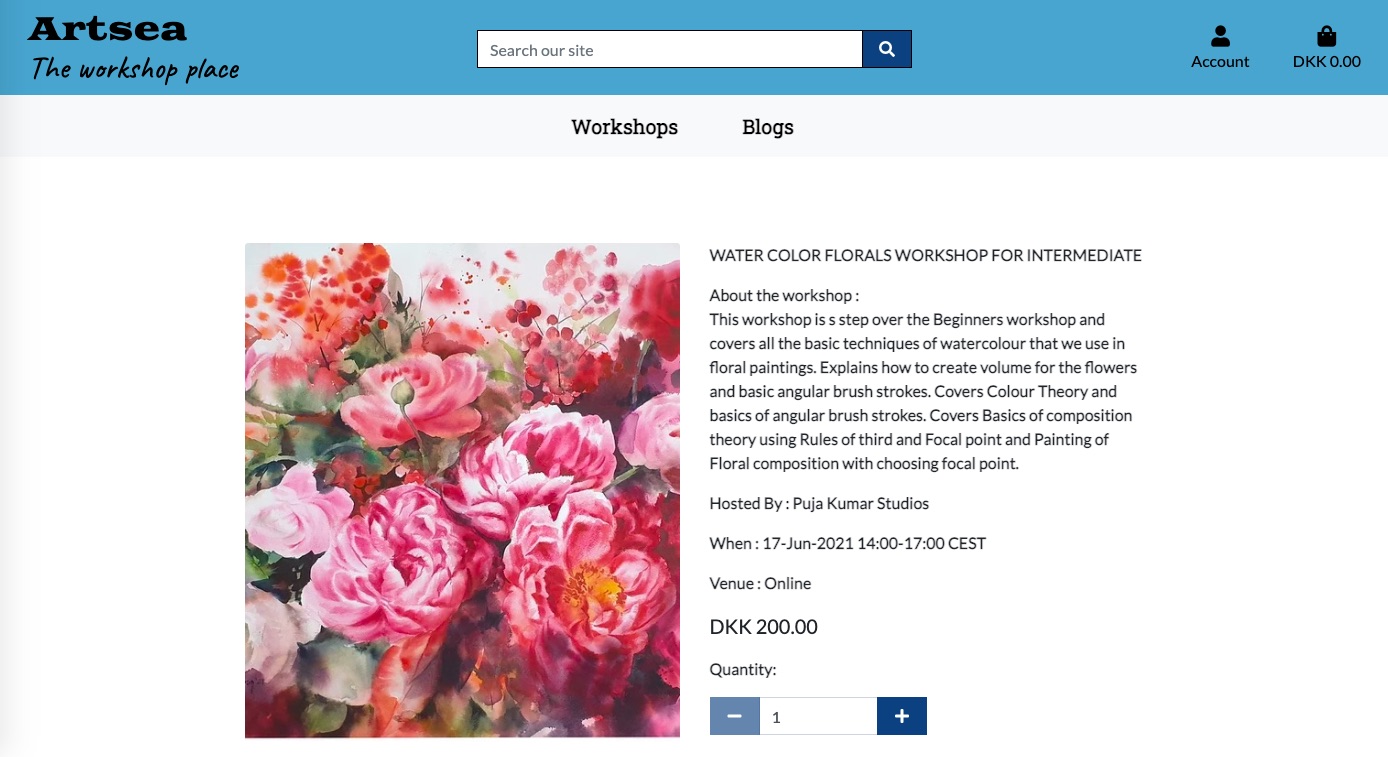 Artsea
The workshop place
Search our site
Account
DKK 0.00
Workshops
Blogs
WATER COLOR FLORALS WORKSHOP FOR INTERMEDIATE
About the workshop :
This workshop is s step over the Beginners workshop and
covers all the basic techniques of watercolour that we use in
floral paintings. Explains how to create volume for the flowers
and basic angular brush strokes. Covers Colour Theory and
basics of angular brush strokes. Covers Basics of composition
theory using Rules of third and Focal point and Painting of
Floral composition with choosing focal point.
Hosted By : Puja Kumar Studios
When : 17-Jun-2021 14:00-17:00 CEST
Venue : Online
DKK 200.00
Quantity:
1